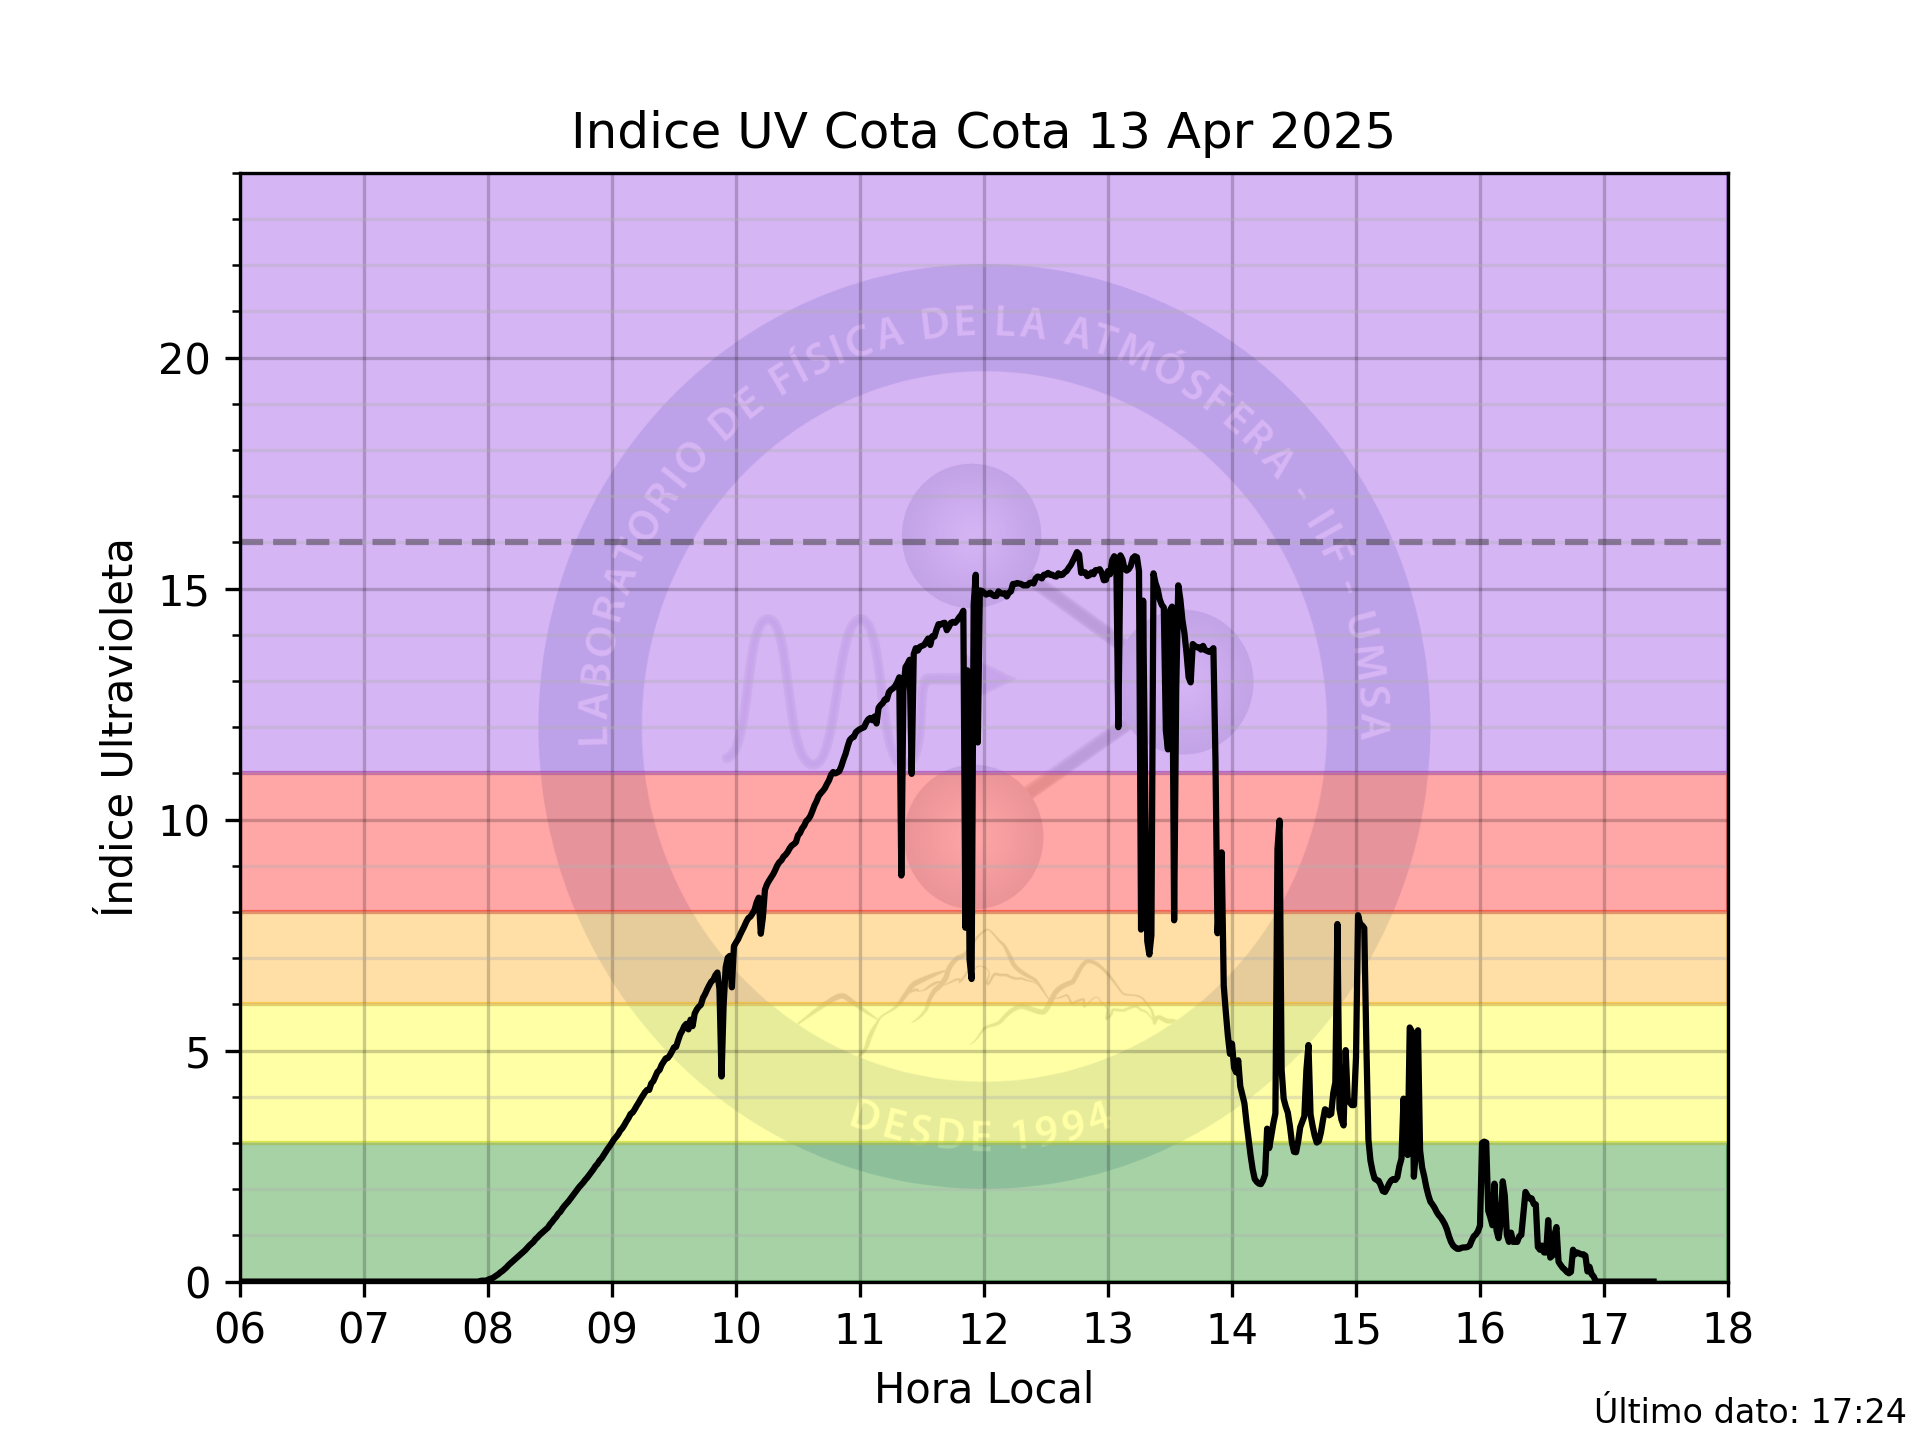 Indice UV Cota Cota 13 Apr 2025
Índice Ultravioleta
20
15
10
5
0
LABORATORIO DE FÍSICA DE LA ATMÓSFERA - IIF - UMSA
DESDE 1994
06 07 08 09 10 11 12 13 14 15 16 17 18
Hora Local
Último dato: 17:24